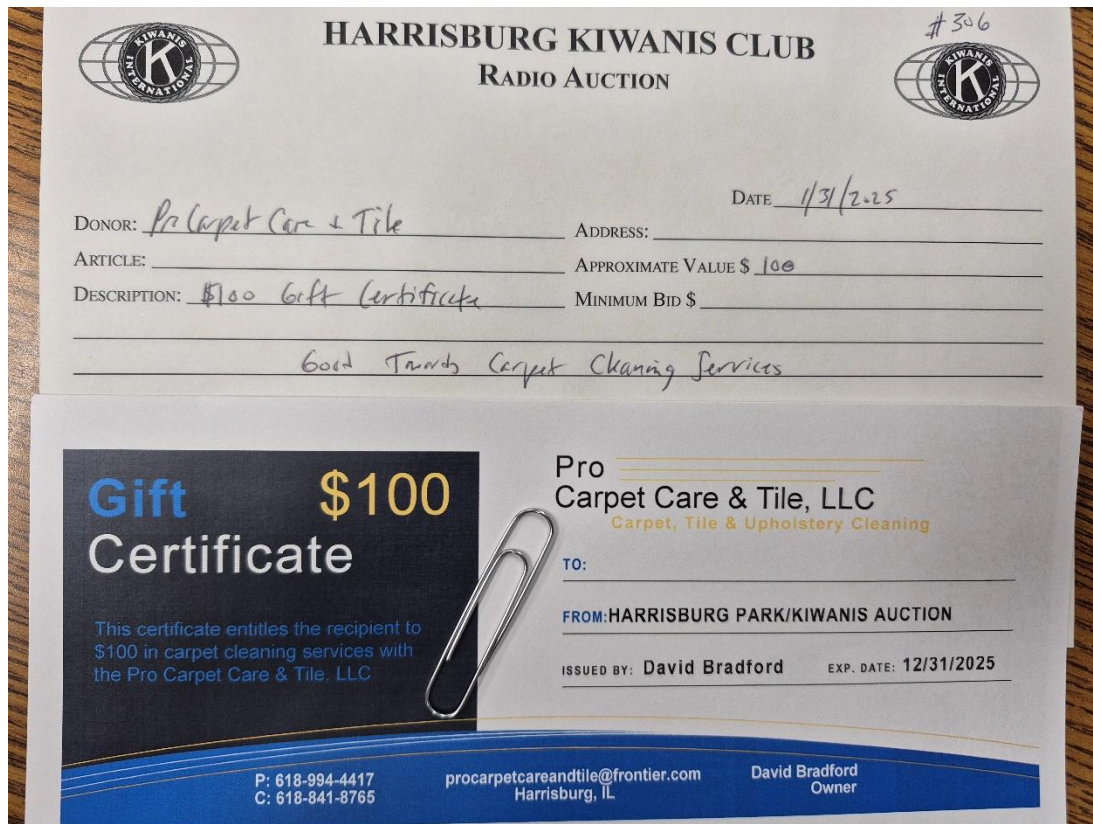 #306
KIWANIS K INTERNATIONAL
HARRISBURG KIWANIS CLUB
KIWANIS K INTERNATIONAL
RADIO AUCTION
DATE 1/31/2025
DONOR: Pro Carpet Care & Tile
ADDRESS:
ARTICLE:
APPROXIMATE VALUE $ 100
DESCRIPTION: $100 Gift Certificate
MINIMUM BID $
Good Towards Carpet Cleaning Services
Gift $100
Certificate
This certificate entitles the recipient to
$100 in carpet cleaning services with
the Pro Carpet Care & Tile, LLC
Pro
Carpet Care & Tile, LLC
Carpet, Tile & Upholstery Cleaning
TO:
FROM:HARRISBURG PARK/KIWANIS AUCTION
ISSUED BY: David Bradford EXP. DATE: 12/31/2025
P: 618-994-4417
C: 618-841-8765
procarpetcareandtile@frontier.com
Harrisburg, IL
David Bradford
Owner